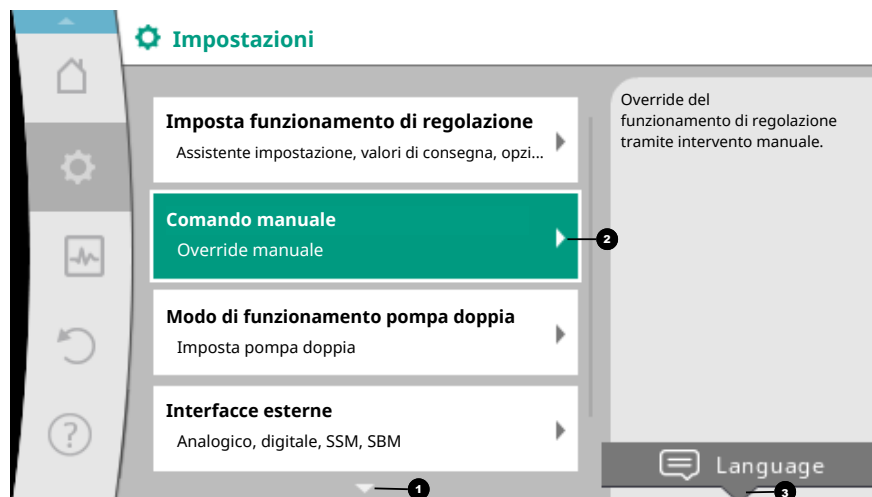 Impostazioni
Imposta funzionamento di regolazione
Assistente impostazione, valori di consegna, opzi...
Comando manuale
Override manuale
2
Modo di funzionamento pompa doppia
Imposta pompa doppia
Interfacce esterne
Analogico, digitale, SSM, SBM
1
Override del
funzionamento di regolazione
tramite intervento manuale.
Language
3
?